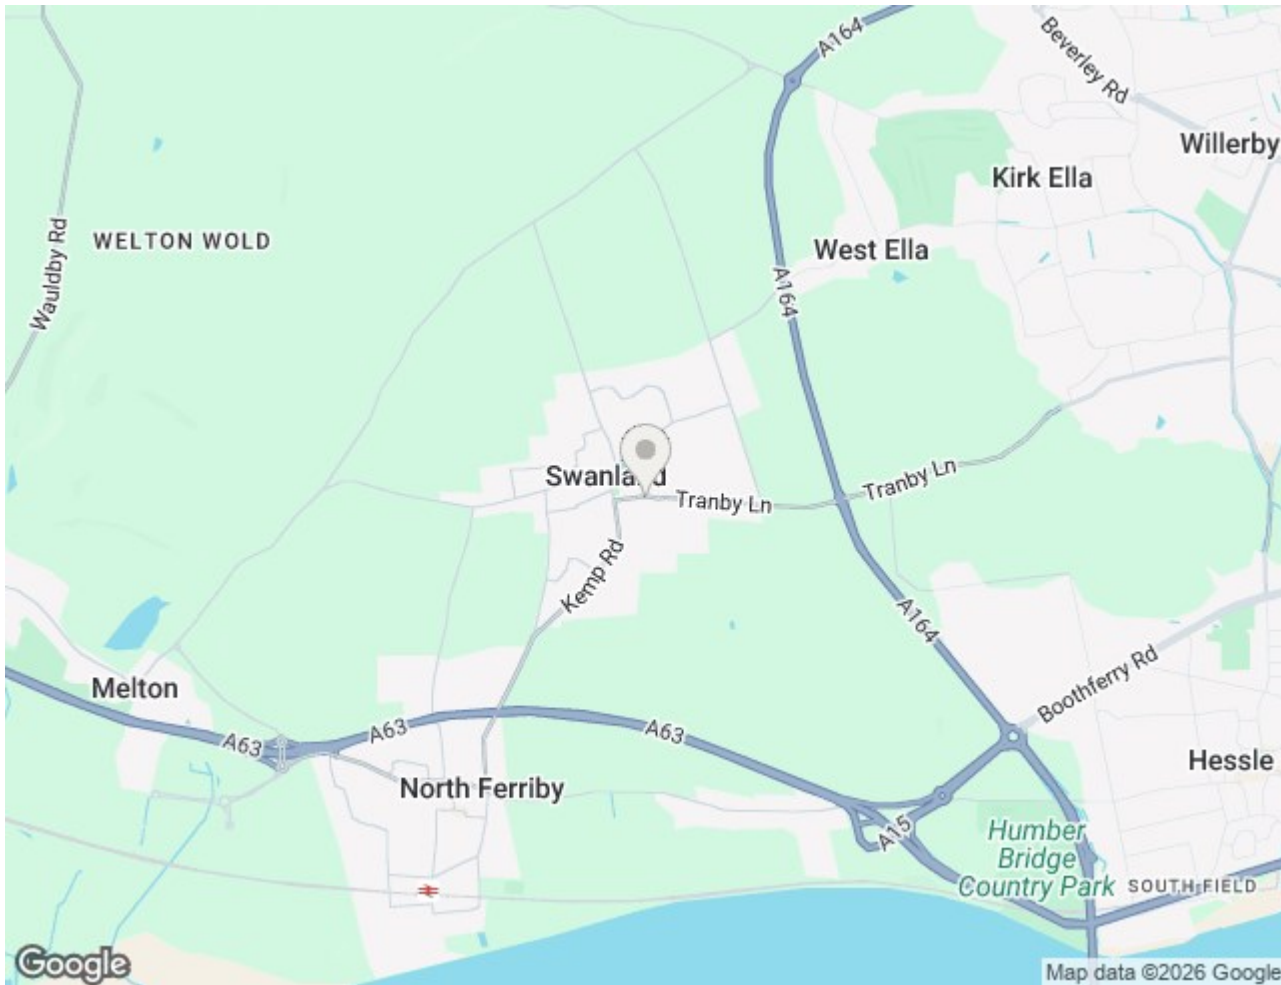 A164
Beverley Rd
Willerby
Kirk Ella
WELTON WOLD
West Ella
Wauldby Rd
A164
Swanland
Tranby Ln
Tranby Ln
Kemp Rd
A164
Boothferry Rd
Melton
A63
A63
A63
Hessle
North Ferriby
A15
Humber
Bridge
Country Park
SOUTH FIELD
Google
Map data ©2026 Google